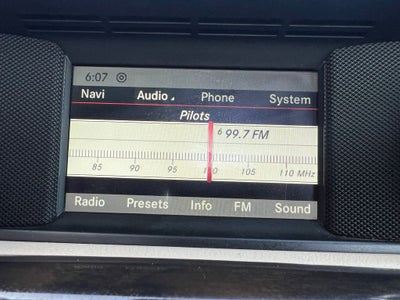 6:07
Navi Audio Phone System
Pilots
6 99.7 FM
85 90 95 100 105 110 MHz
Radio Presets Info FM Sound